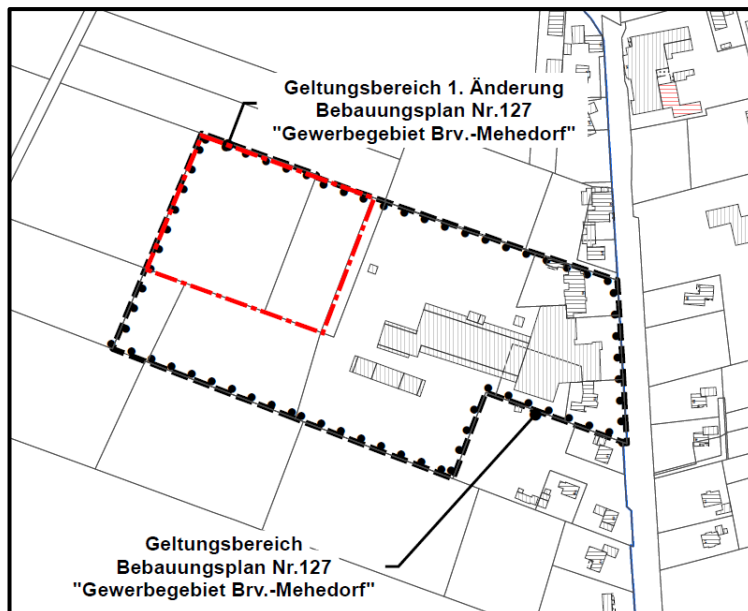 Geltungsbereich 1. Änderung
Bebauungsplan Nr.127
"Gewerbegebiet Brv.-Mehedorf"
Geltungsbereich
Bebauungsplan Nr.127
"Gewerbegebiet Brv.-Mehedorf"